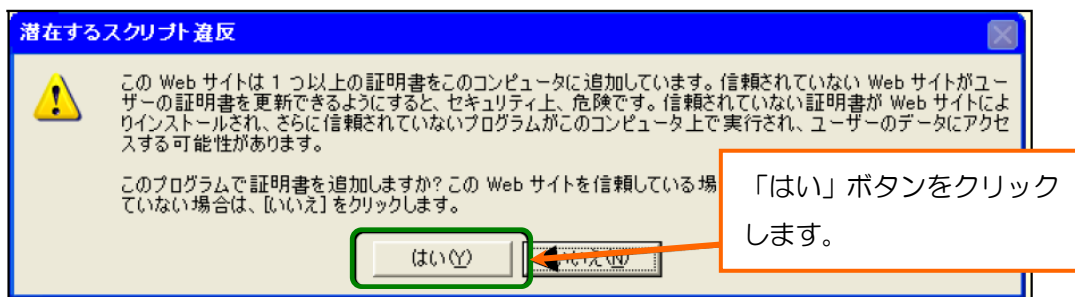 潜在するスクリプト違反
この Web サイトは 1 つ以上の証明書をこのコンピュータに追加しています。信頼されていない Web サイトがユー
ザーの証明書を更新できるようにすると、セキュリティ上、危険です。信頼されていない証明書が Web サイトによ
りインストールされ、さらに信頼されていないプログラムがこのコンピュータ上で実行され、ユーザーのデータにアクセ
スする可能性があります。
このプログラムで証明書を追加しますか? この Web サイトを信頼している場
ていない場合は、[いいえ] をクリックします。
「はい」ボタンをクリック
します。
はい(Y)
いいえ(N)